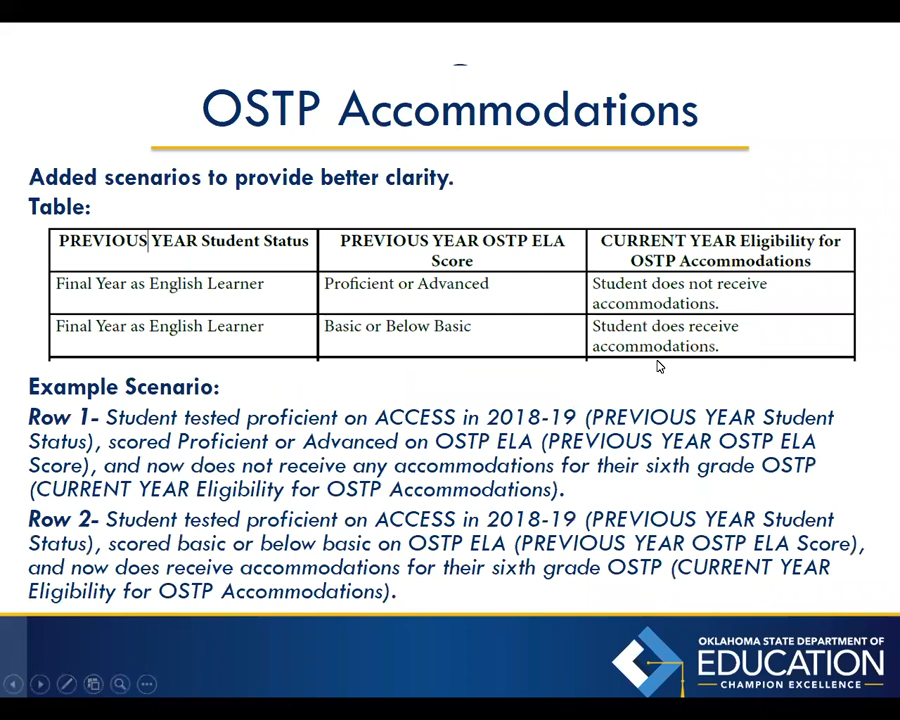 OSTP Accommodations
Added scenarios to provide better clarity.
Table:
PREVIOUS YEAR Student Status
PREVIOUS YEAR OSTP ELA
Score
CURRENT YEAR Eligibility for
OSTP Accommodations
Final Year as English Learner
Proficient or Advanced
Student does not receive
accommodations.
Final Year as English Learner
Basic or Below Basic
Student does receive
accommodations.
Example Scenario:
Row 1- Student tested proficient on ACCESS in 2018-19 (PREVIOUS YEAR Student
Status), scored Proficient or Advanced on OSTP ELA (PREVIOUS YEAR OSTP ELA
Score), and now does not receive any accommodations for their sixth grade OSTP
(CURRENT YEAR Eligibility for OSTP Accommodations).
Row 2- Student tested proficient on ACCESS in 2018-19 (PREVIOUS YEAR Student
Status), scored basic or below basic on OSTP ELA (PREVIOUS YEAR OSTP ELA Score),
and now does receive accommodations for their sixth grade OSTP (CURRENT YEAR
Eligibility for OSTP Accommodations).
OKLAHOMA STATE DEPARTMENT OF
EDUCATION
CHAMPION EXCELLENCE